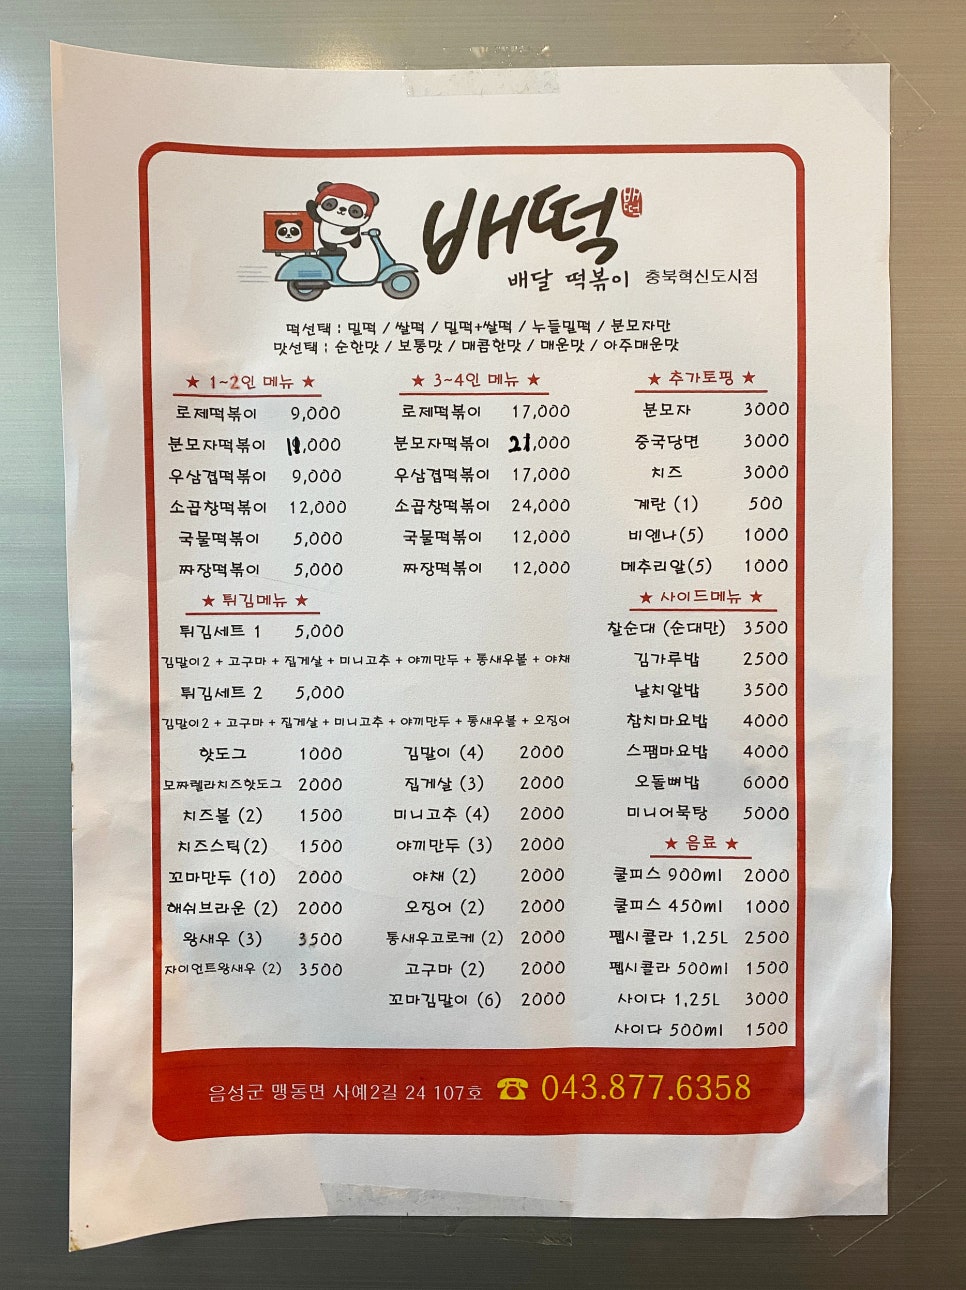 배떡
배떡
배달 떡볶이 충북혁신도시점
떡선택 : 밀떡 / 쌀떡 / 밀떡+쌀떡 / 누들밀떡 / 분모자만
맛선택 : 순한맛 / 보통맛 / 매콤한맛 / 매운맛 / 아주매운맛
★ 1~2인 메뉴 ★
로제떡볶이 9,000
분모자떡볶이 11,000
우삼겹떡볶이 9,000
소곱창떡볶이 12,000
국물떡볶이 5,000
짜장떡볶이 5,000
★ 3~4인 메뉴 ★
로제떡볶이 17,000
분모자떡볶이 21,000
우삼겹떡볶이 17,000
소곱창떡볶이 24,000
국물떡볶이 12,000
짜장떡볶이 12,000
★ 추가토핑 ★
분모자 3000
중국당면 3000
치즈 3000
계란 (1) 500
비엔나(5) 1000
메추리알(5) 1000
★ 튀김메뉴 ★
튀김세트 1 5,000
김말이2 + 고구마 + 집게살 + 미니고추 + 야끼만두 + 통새우볼 + 야채
튀김세트 2 5,000
김말이2 + 고구마 + 집게살 + 미니고추 + 야끼만두 + 통새우볼 + 오징어
핫도그 1000
모짜렐라치즈핫도그 2000
치즈볼 (2) 1500
치즈스틱(2) 1500
꼬마만두 (10) 2000
해쉬브라운 (2) 2000
왕새우 (3) 3500
자이언트왕새우 (2) 3500
김말이 (4) 2000
집게살 (3) 2000
미니고추 (4) 2000
야끼만두 (3) 2000
야채 (2) 2000
오징어 (2) 2000
통새우고로케 (2) 2000
고구마 (2) 2000
꼬마김말이 (6) 2000
★ 사이드메뉴 ★
찰순대 (순대만) 3500
김가루밥 2500
날치알밥 3500
참치마요밥 4000
스팸마요밥 4000
오돌뼈밥 6000
미니어묵탕 5000
★ 음료 ★
쿨피스 900ml 2000
쿨피스 450ml 1000
펩시콜라 1,25L 2500
펩시콜라 500ml 1500
사이다 1,25L 3000
사이다 500ml 1500
음성군 맹동면 사예2길 24 107호 ☎ 043.877.6358